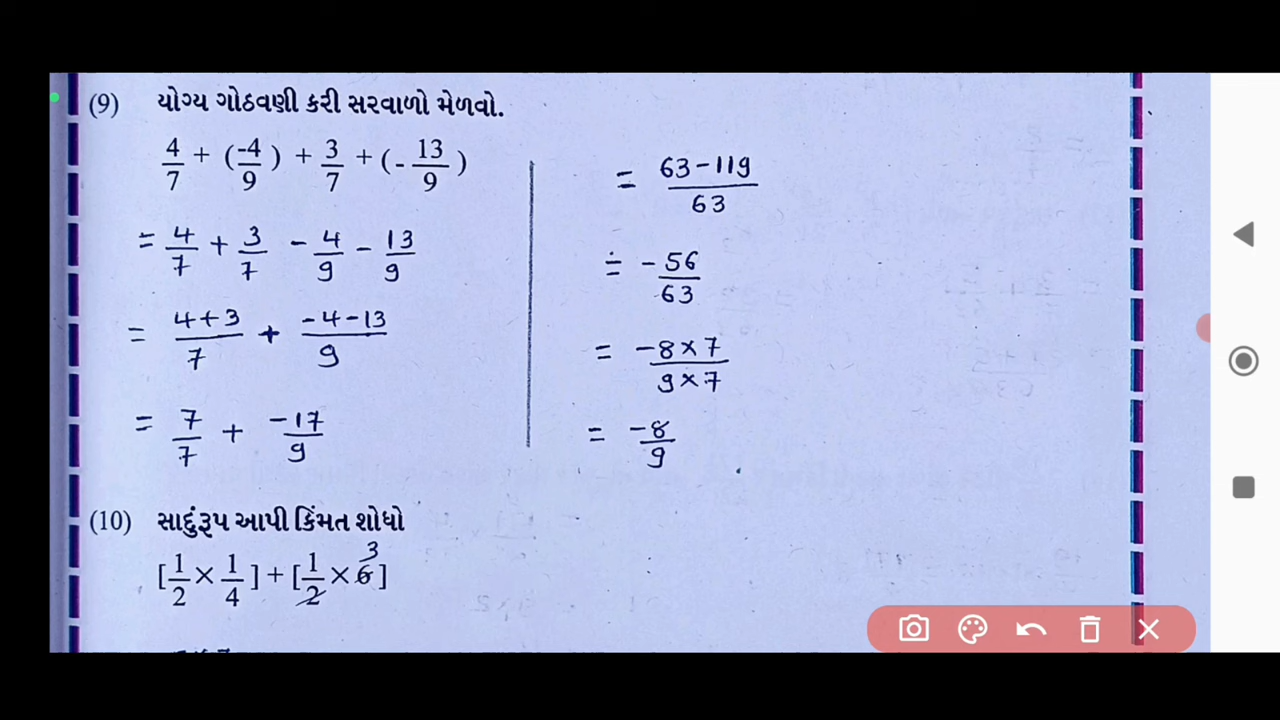 (9) યોગ્ય ગોઠવણી કરી સરવાળો મેળવો.
4/7 + (-4/9) + 3/7 + (-13/9)
= 4/7 + 3/7 - 4/9 - 13/9
= 4+3/7 + -4-13/9
= 7/7 + -17/9
= 63-119/63
= -56/63
= -8×7/9×7
= -8/9
(10) સાદુંરૂપ આપી કિંમત શોધો
3
[1/2 × 1/4] + [1/2 × 6]